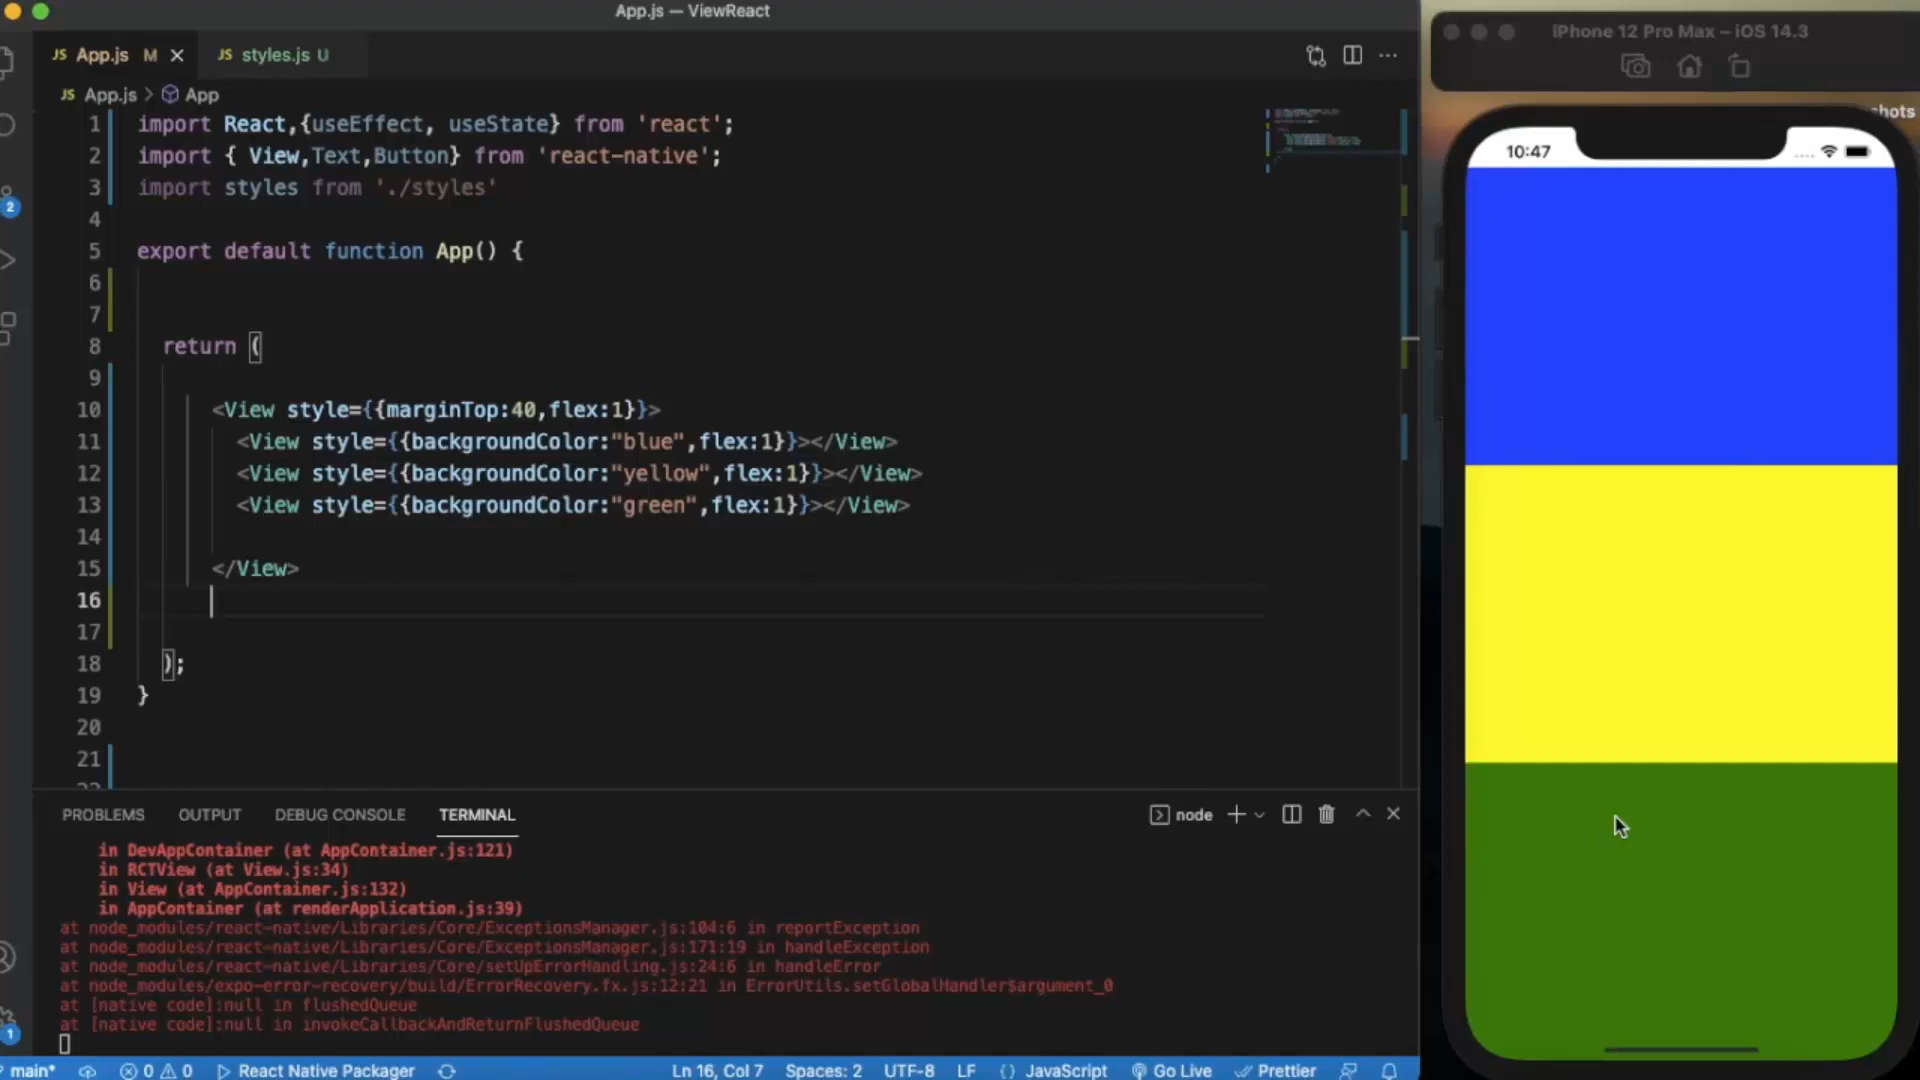 App.js — ViewReact
JS App.js M
JS styles.js U
JS App.js > App
1 import React,{useEffect, useState} from 'react';
2 import { View,Text,Button} from 'react-native';
3 import styles from './styles'
4
5 export default function App() {
6
7
8 return (
9
10 <View style={{marginTop:40,flex:1}}>
11 <View style={{backgroundColor:"blue",flex:1}}></View>
12 <View style={{backgroundColor:"yellow",flex:1}}></View>
13 <View style={{backgroundColor:"green",flex:1}}></View>
14
15 </View>
16
17
18 );
19 }
20
21
PROBLEMS OUTPUT DEBUG CONSOLE TERMINAL
node
in DevAppContainer (at AppContainer.js:121)
in RCTView (at View.js:34)
in View (at AppContainer.js:132)
in AppContainer (at renderApplication.js:39)
at node_modules/react-native/Libraries/Core/ExceptionsManager.js:104:6 in reportException
at node_modules/react-native/Libraries/Core/ExceptionsManager.js:171:19 in handleException
at node_modules/react-native/Libraries/Core/setUpErrorHandling.js:24:6 in handleError
at node_modules/expo-error-recovery/build/ErrorRecovery.fx.js:12:21 in ErrorUtils.setGlobalHandler$argument_0
at [native code]:null in flushedQueue
at [native code]:null in invokeCallbackAndReturnFlushedQueue
2
1
main* 0 0 React Native Packager Ln 16, Col 7 Spaces: 2 UTF-8 LF {} JavaScript Go Live Prettier
iPhone 12 Pro Max – iOS 14.3
shots
10:47